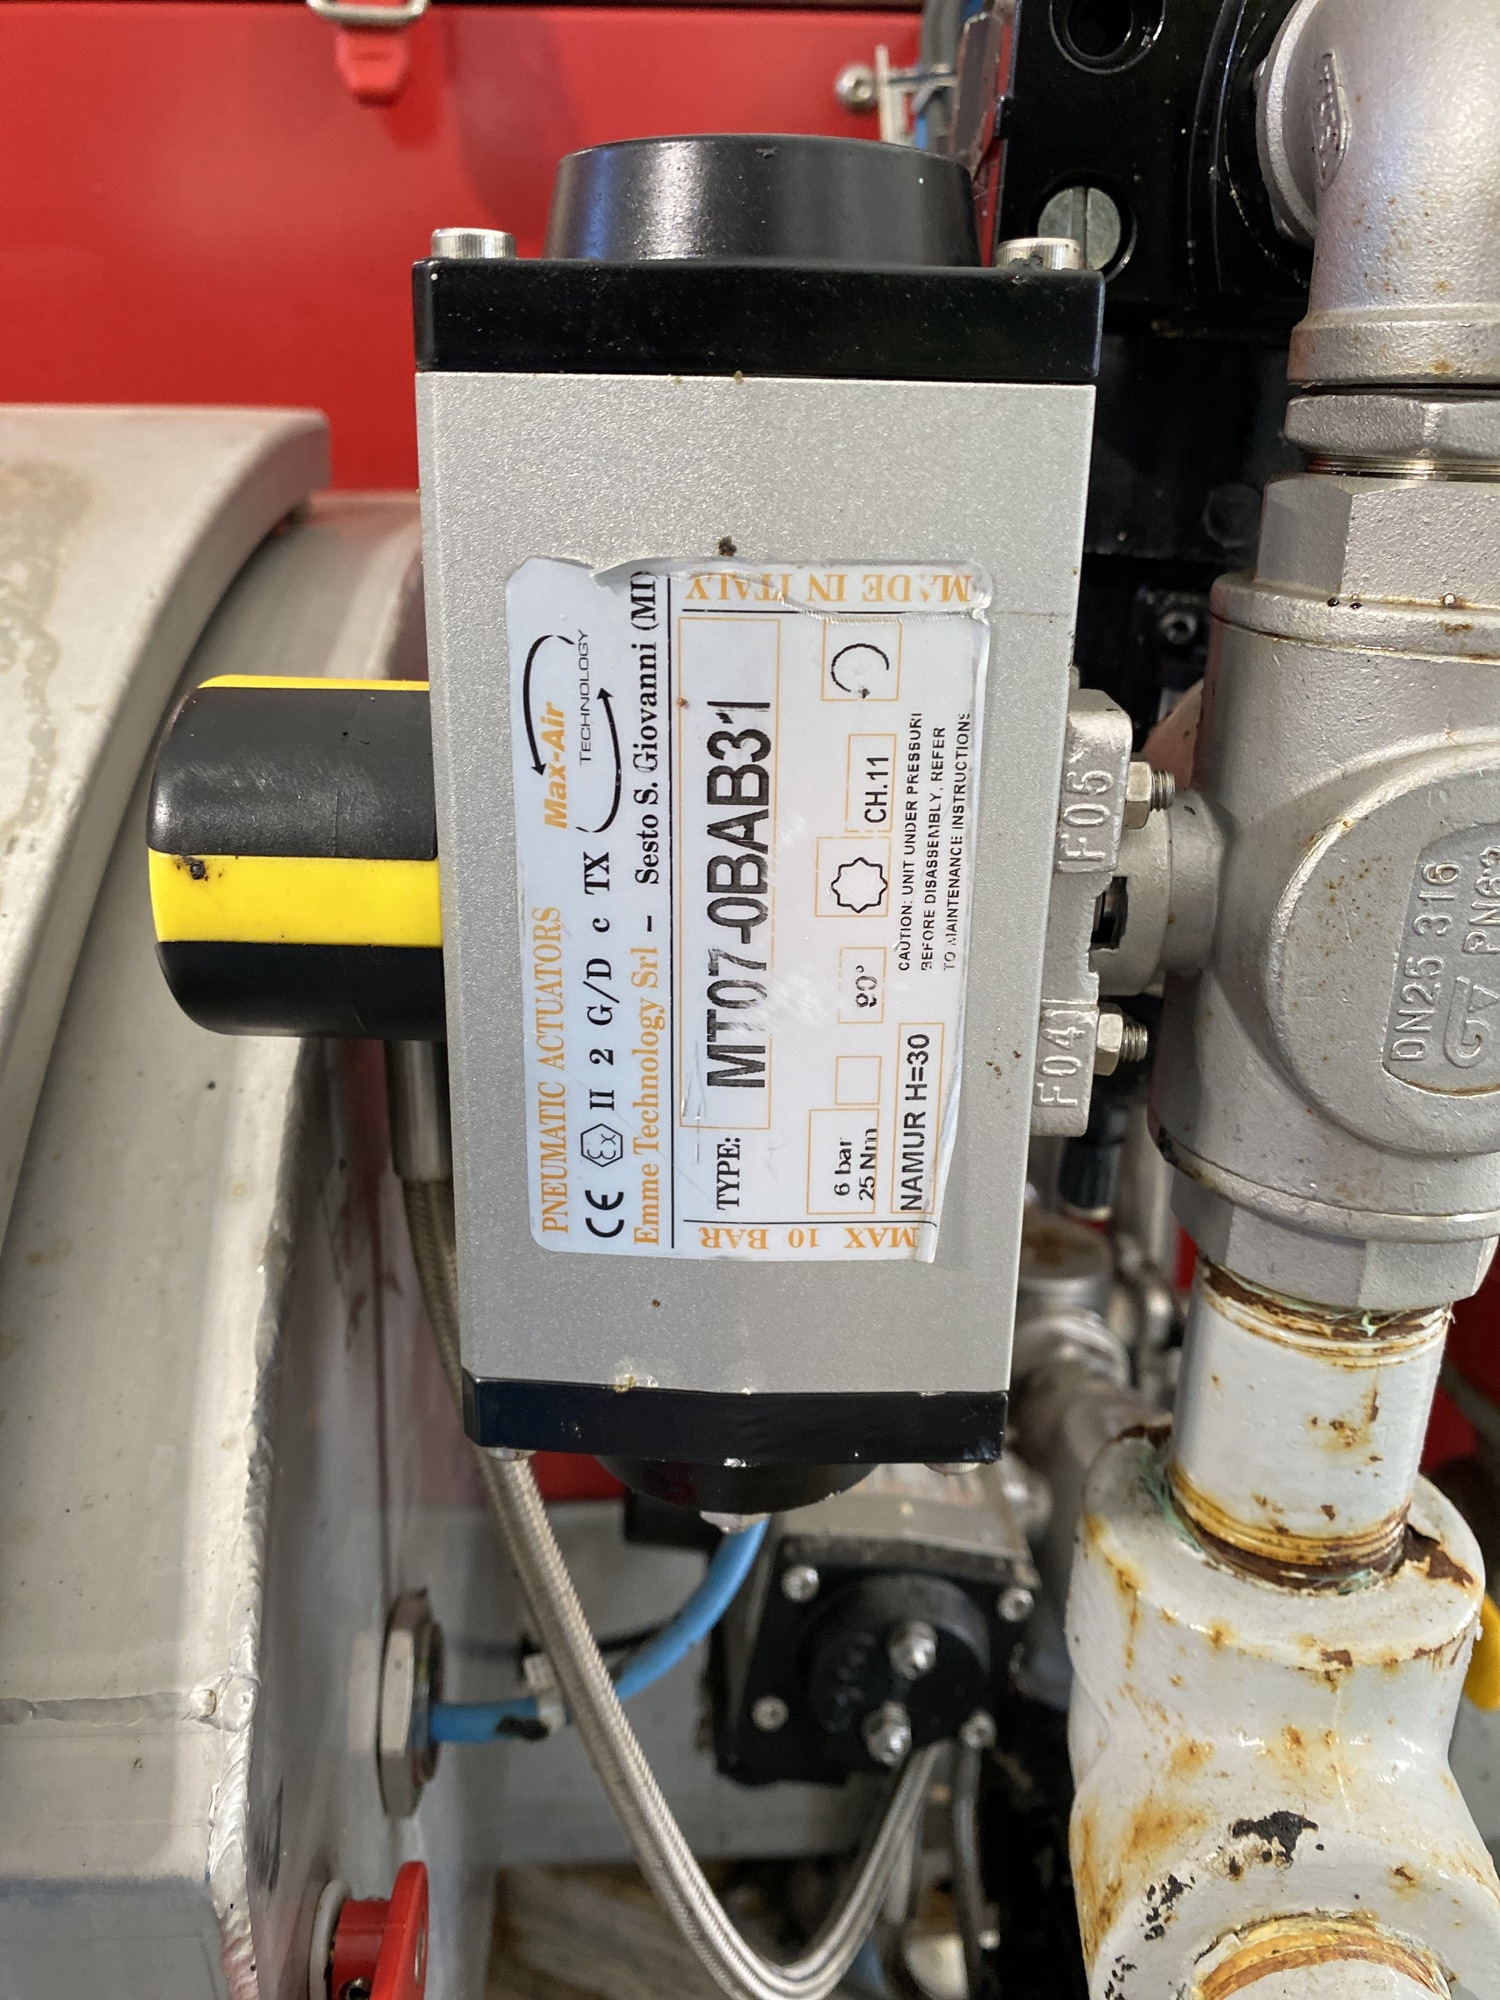 PNEUMATIC ACTUATORS
Max-Air
TECHNOLOGY
CE Ex II 2 G/D c TX
Emme Technology Srl - Sesto S. Giovanni (MI)
MAX 10 BAR
MADE IN ITALY
TYPE:
MT07-0BAB31
6 bar
25 Nm
90°
CH.11
NAMUR H=30
CAUTION: UNIT UNDER PRESSURE
BEFORE DISASSEMBLY, REFER
TO MAINTENANCE INSTRUCTIONS
F04
F05
DN25 316
PN63